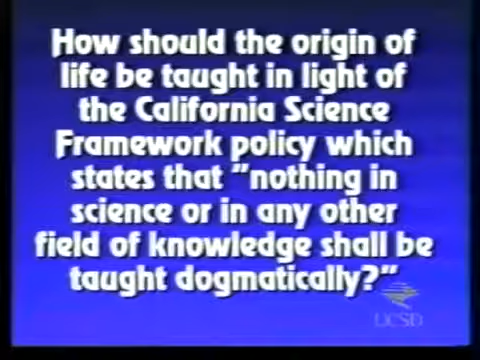 How should the origin of
life be taught in light of
the California Science
Framework policy which
states that "nothing in
science or in any other
field of knowledge shall be
taught dogmatically?"
UCSD